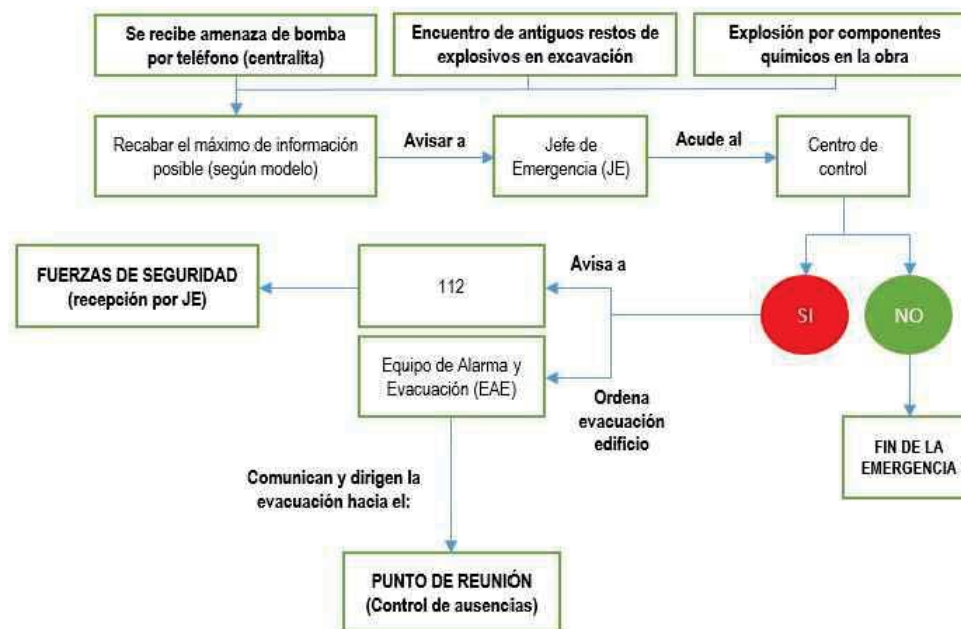 Se recibe amenaza de bomba
por teléfono (centralita)
Encuentro de antiguos restos de
explosivos en excavación
Explosión por componentes
químicos en la obra
Recabar el máximo de información
posible (según modelo)
Avisar a
Jefe de
Emergencia (JE)
Acude al
Centro de
control
FUERZAS DE SEGURIDAD
(recepción por JE)
112
Avisa a
SI
NO
Equipo de Alarma y
Evacuación (EAE)
Ordena
evacuación
edificio
FIN DE LA
EMERGENCIA
Comunican y dirigen la
evacuación hacia el:
PUNTO DE REUNIÓN
(Control de ausencias)